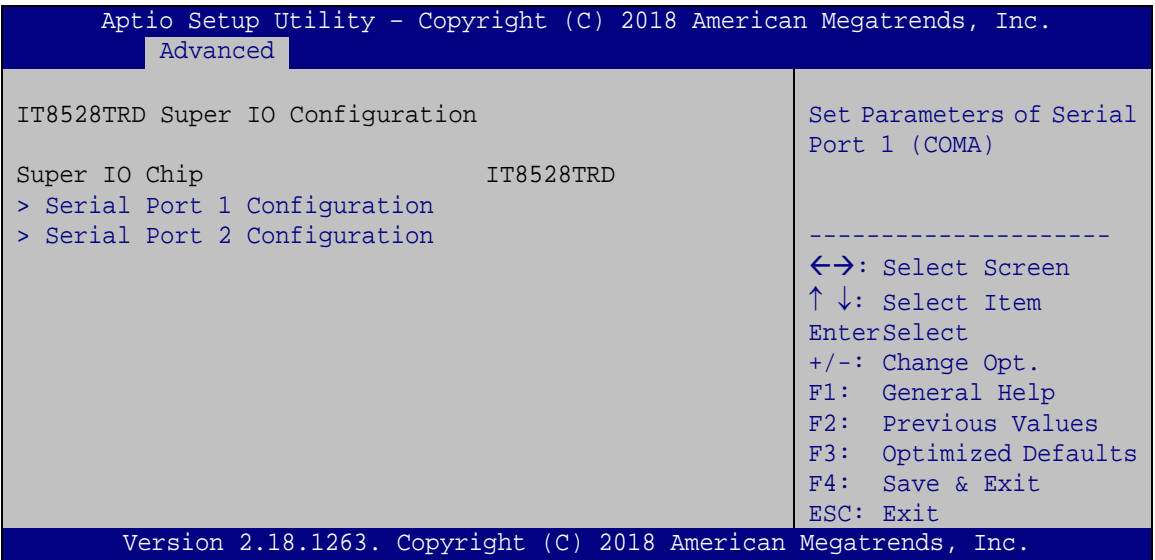 Aptio Setup Utility – Copyright (C) 2018 American Megatrends, Inc.
Advanced
IT8528TRD Super IO Configuration
Super IO Chip IT8528TRD
> Serial Port 1 Configuration
> Serial Port 2 Configuration
Set Parameters of Serial
Port 1 (COMA)
---------------------
←→: Select Screen
↑ ↓: Select Item
EnterSelect
+/-: Change Opt.
F1: General Help
F2: Previous Values
F3: Optimized Defaults
F4: Save & Exit
ESC: Exit
Version 2.18.1263. Copyright (C) 2018 American Megatrends, Inc.